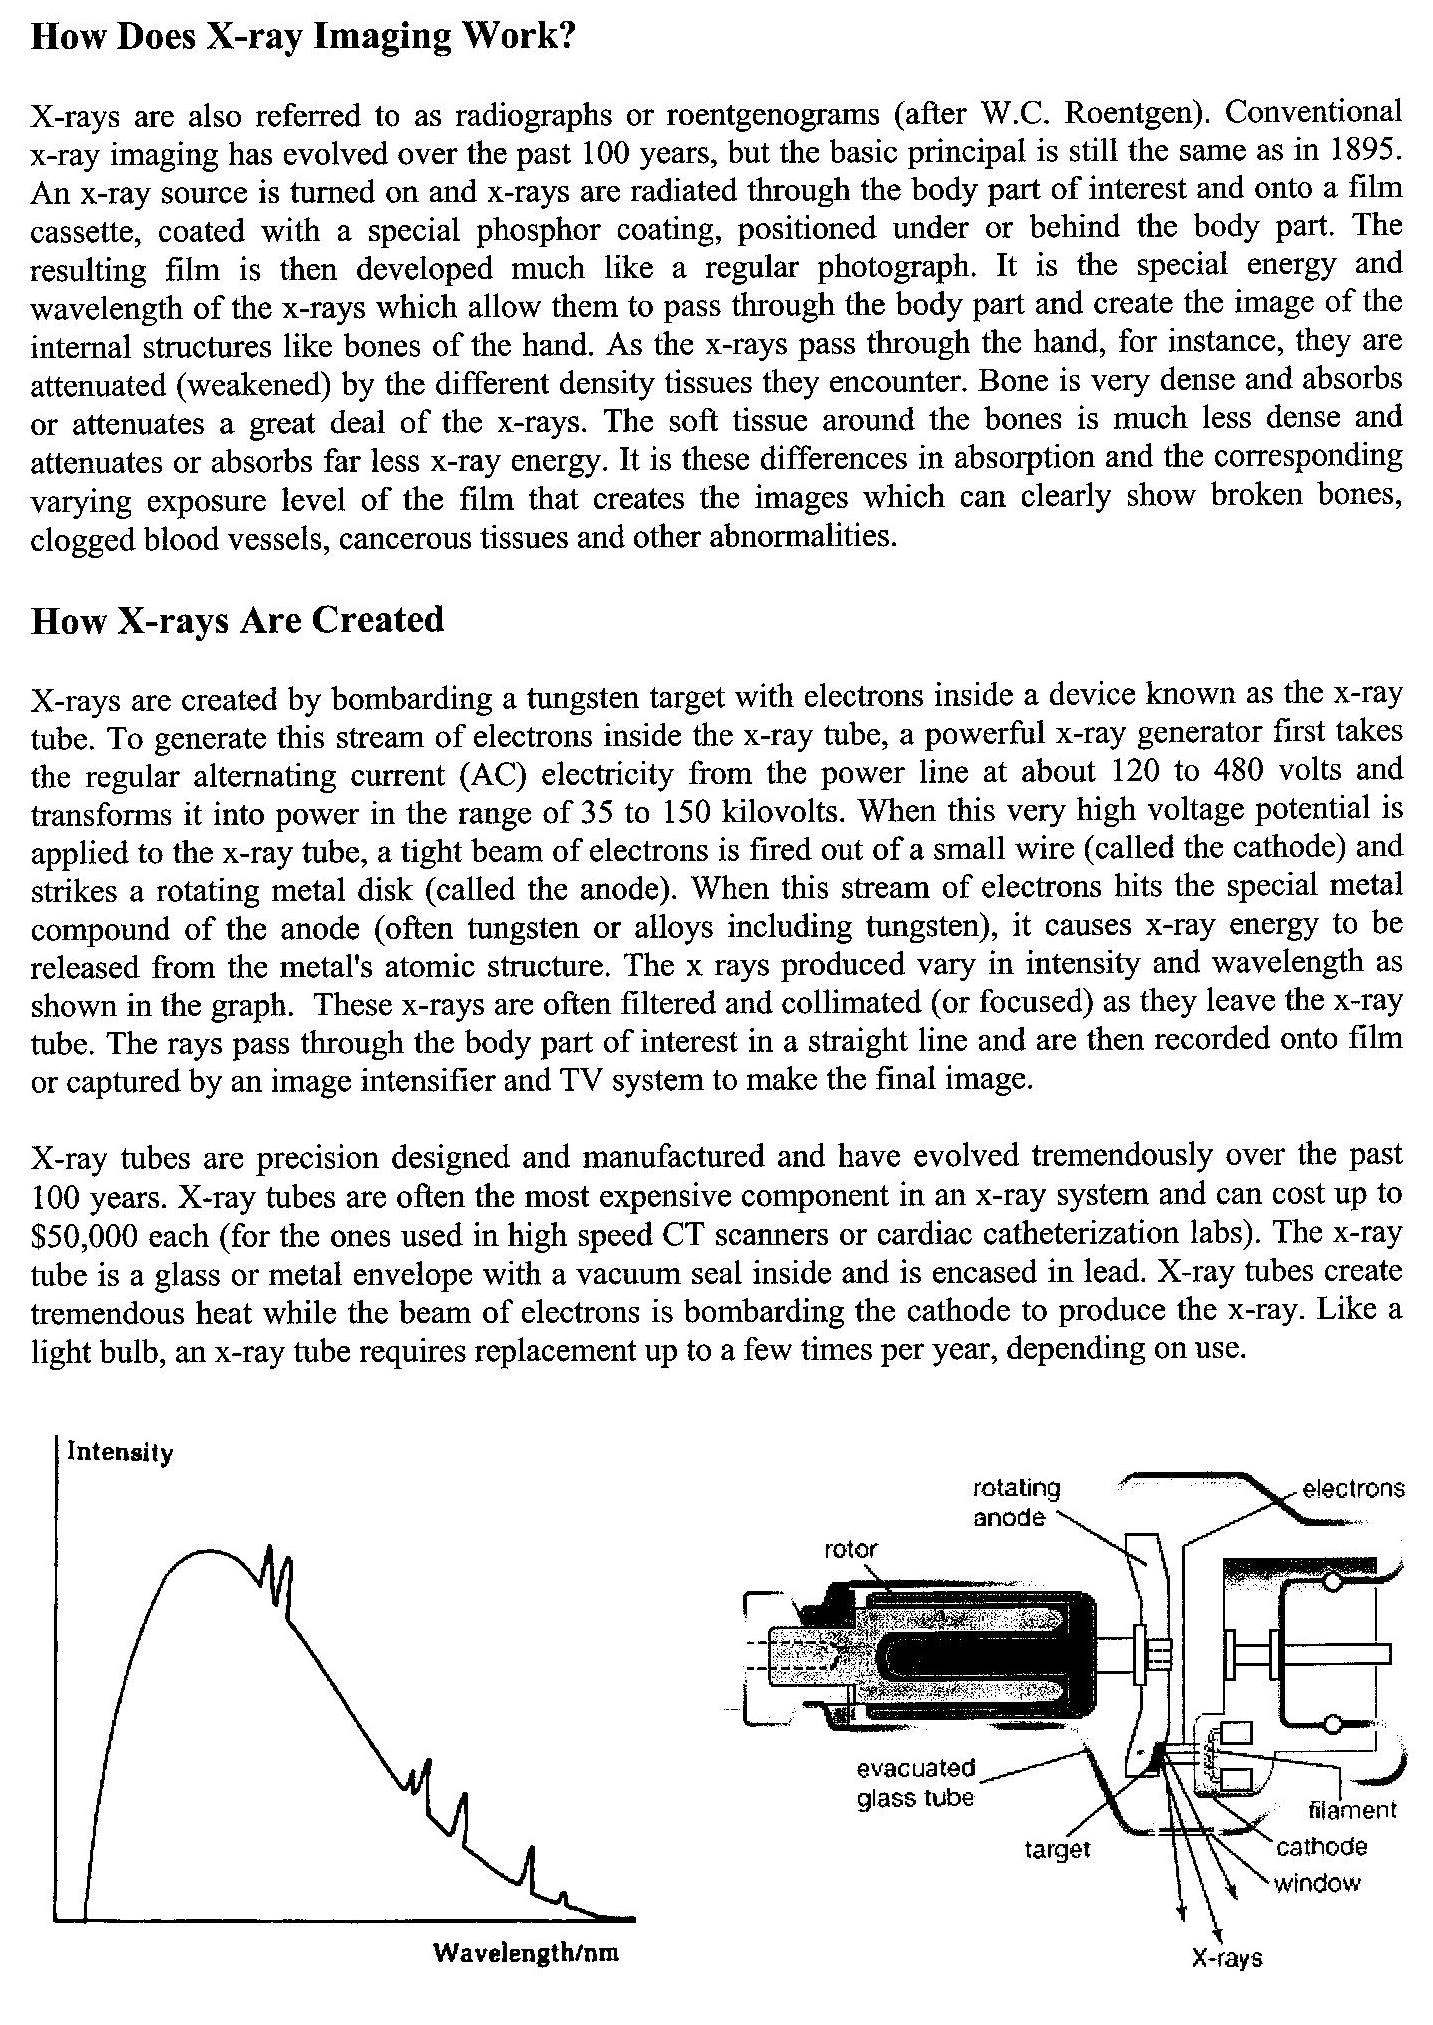 How Does X-ray Imaging Work?
X-rays are also referred to as radiographs or roentgenograms (after W.C. Roentgen). Conventional
x-ray imaging has evolved over the past 100 years, but the basic principal is still the same as in 1895.
An x-ray source is turned on and x-rays are radiated through the body part of interest and onto a film
cassette, coated with a special phosphor coating, positioned under or behind the body part. The
resulting film is then developed much like a regular photograph. It is the special energy and
wavelength of the x-rays which allow them to pass through the body part and create the image of the
internal structures like bones of the hand. As the x-rays pass through the hand, for instance, they are
attenuated (weakened) by the different density tissues they encounter. Bone is very dense and absorbs
or attenuates a great deal of the x-rays. The soft tissue around the bones is much less dense and
attenuates or absorbs far less x-ray energy. It is these differences in absorption and the corresponding
varying exposure level of the film that creates the images which can clearly show broken bones,
clogged blood vessels, cancerous tissues and other abnormalities.
How X-rays Are Created
X-rays are created by bombarding a tungsten target with electrons inside a device known as the x-ray
tube. To generate this stream of electrons inside the x-ray tube, a powerful x-ray generator first takes
the regular alternating current (AC) electricity from the power line at about 120 to 480 volts and
transforms it into power in the range of 35 to 150 kilovolts. When this very high voltage potential is
applied to the x-ray tube, a tight beam of electrons is fired out of a small wire (called the cathode) and
strikes a rotating metal disk (called the anode). When this stream of electrons hits the special metal
compound of the anode (often tungsten or alloys including tungsten), it causes x-ray energy to be
released from the metal's atomic structure. The x rays produced vary in intensity and wavelength as
shown in the graph. These x-rays are often filtered and collimated (or focused) as they leave the x-ray
tube. The rays pass through the body part of interest in a straight line and are then recorded onto film
or captured by an image intensifier and TV system to make the final image.
X-ray tubes are precision designed and manufactured and have evolved tremendously over the past
100 years. X-ray tubes are often the most expensive component in an x-ray system and can cost up to
$50,000 each (for the ones used in high speed CT scanners or cardiac catheterization labs). The x-ray
tube is a glass or metal envelope with a vacuum seal inside and is encased in lead. X-ray tubes create
tremendous heat while the beam of electrons is bombarding the cathode to produce the x-ray. Like a
light bulb, an x-ray tube requires replacement up to a few times per year, depending on use.
Intensity
Wavelength/nm
rotating
anode
electrons
rotor
evacuated
glass tube
target
filament
cathode
window
X-rays